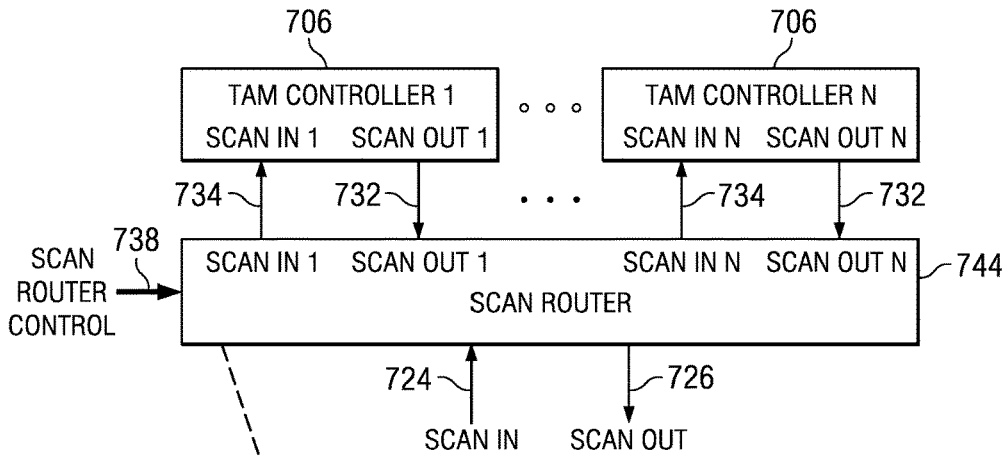 706 706
TAM CONTROLLER 1 TAM CONTROLLER N
SCAN IN 1 SCAN OUT 1 SCAN IN N SCAN OUT N
734 732 734 732
738
SCAN
ROUTER
CONTROL
SCAN IN 1 SCAN OUT 1 SCAN IN N SCAN OUT N
744
SCAN ROUTER
724 726
SCAN IN SCAN OUT